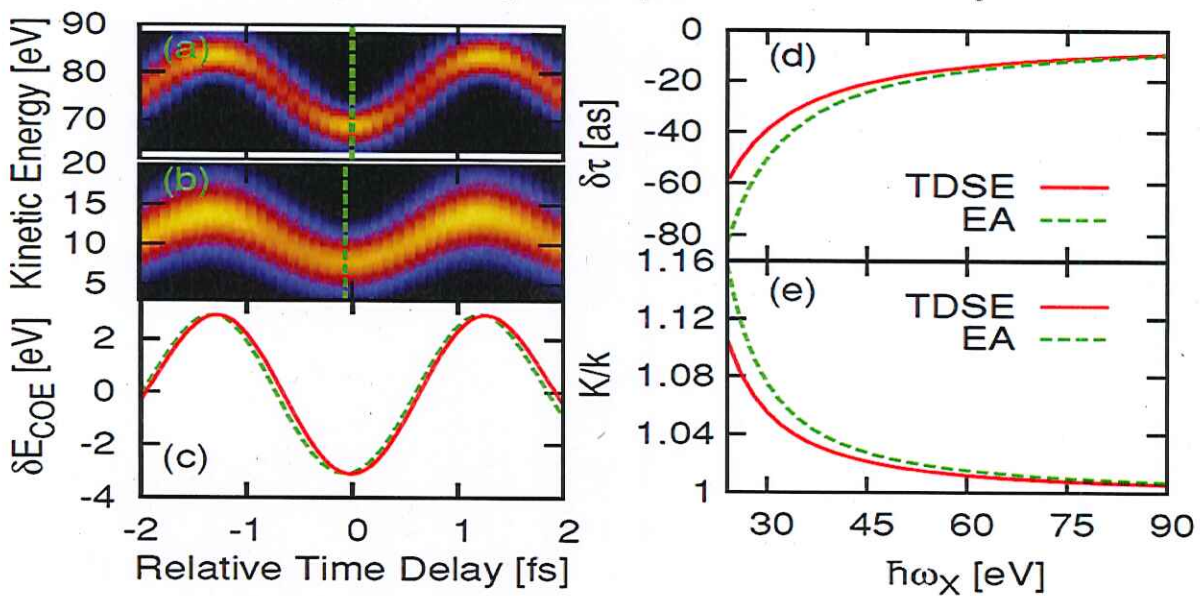 Kinetic Energy [eV]
90
80
70
(a)
20
15
10
5
(b)
δE_COE [eV]
2
0
-2
-4
(c)
-2 -1 0 1 2
Relative Time Delay [fs]
δτ [as]
0
-20
-40
-60
-80
(d)
TDSE
EA
K/k
1.16
1.12
1.08
1.04
1
(e)
TDSE
EA
30 45 60 75 90
ħω_X [eV]